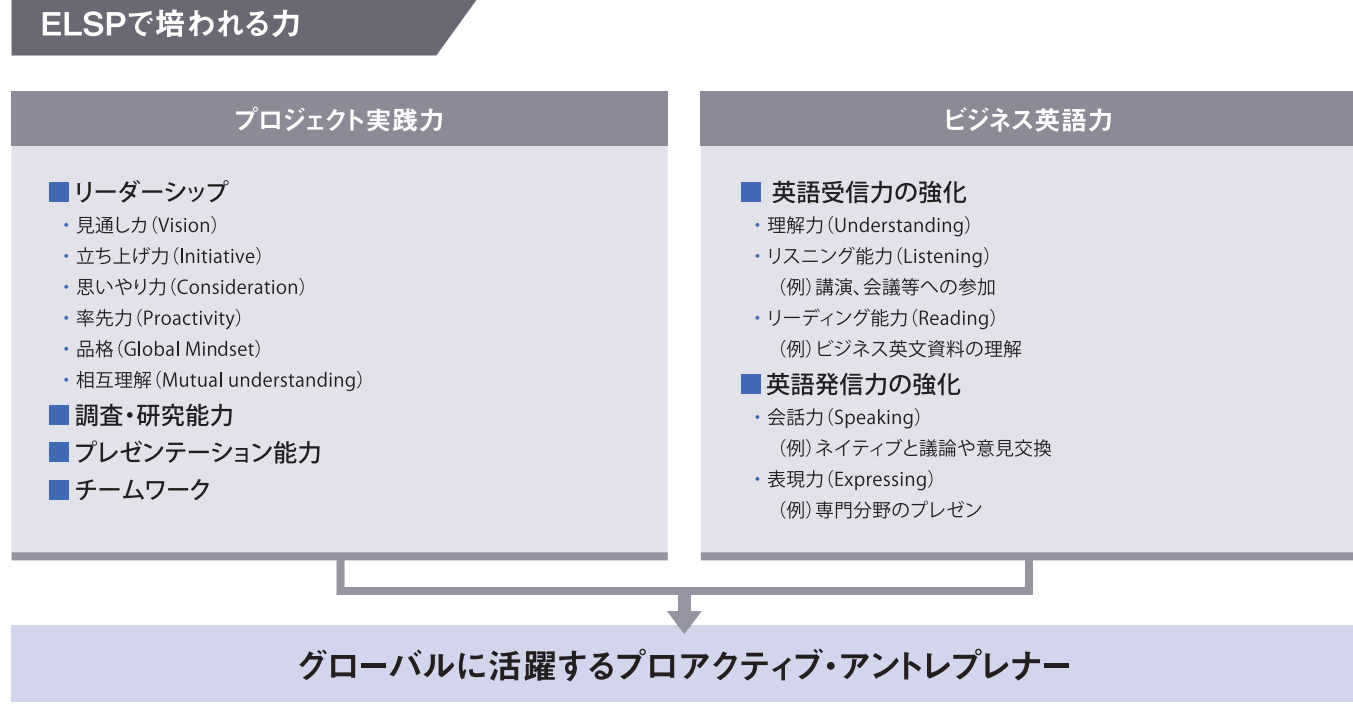 ELSPで培われる力
プロジェクト実践力
■リーダーシップ
・見通し力(Vision)
・立ち上げ力(Initiative)
・思いやり力(Consideration)
・率先力(Proactivity)
・品格(Global Mindset)
・相互理解(Mutual understanding)
■調査・研究能力
■プレゼンテーション能力
■チームワーク
ビジネス英語力
■ 英語受信力の強化
・理解力(Understanding)
・リスニング能力(Listening)
(例)講演、会議等への参加
・リーディング能力(Reading)
(例)ビジネス英文資料の理解
■英語発信力の強化
・会話力(Speaking)
(例)ネイティブと議論や意見交換
・表現力(Expressing)
(例)専門分野のプレゼン
グローバルに活躍するプロアクティブ・アントレプレナー